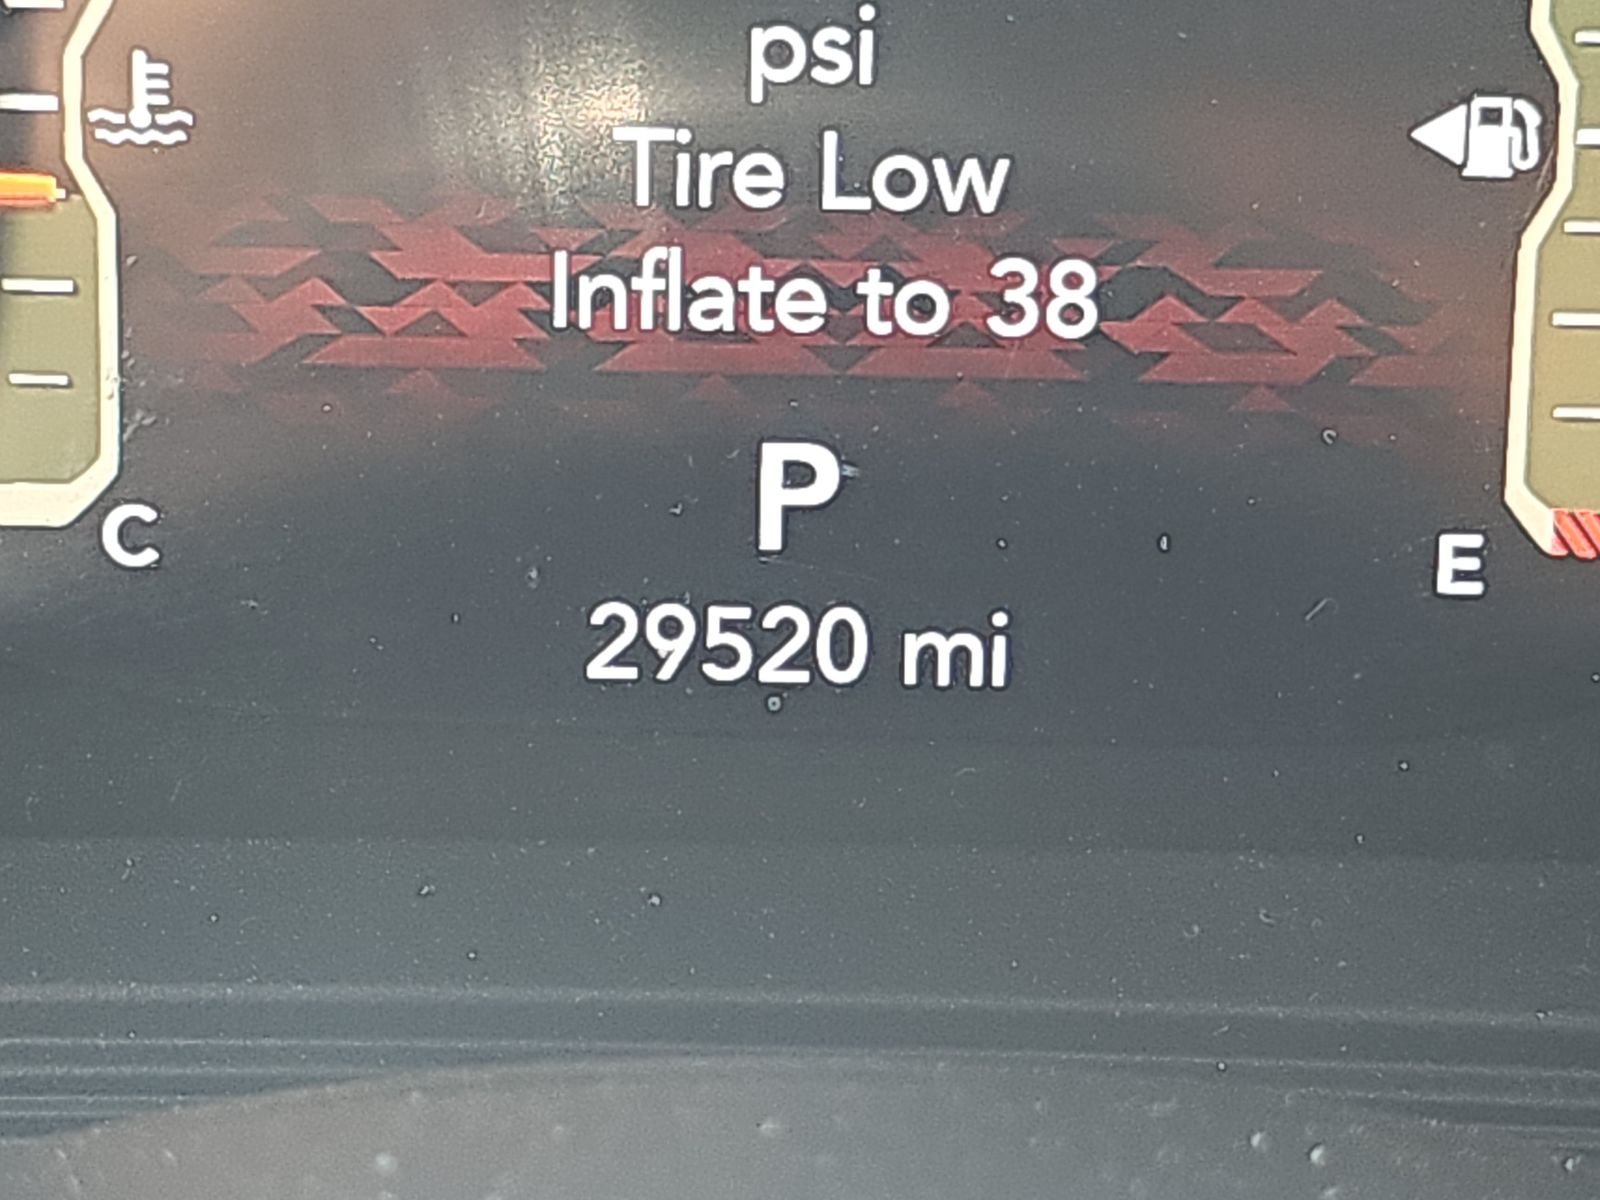 psi
Tire Low
Inflate to 38
P
C
E
29520 mi